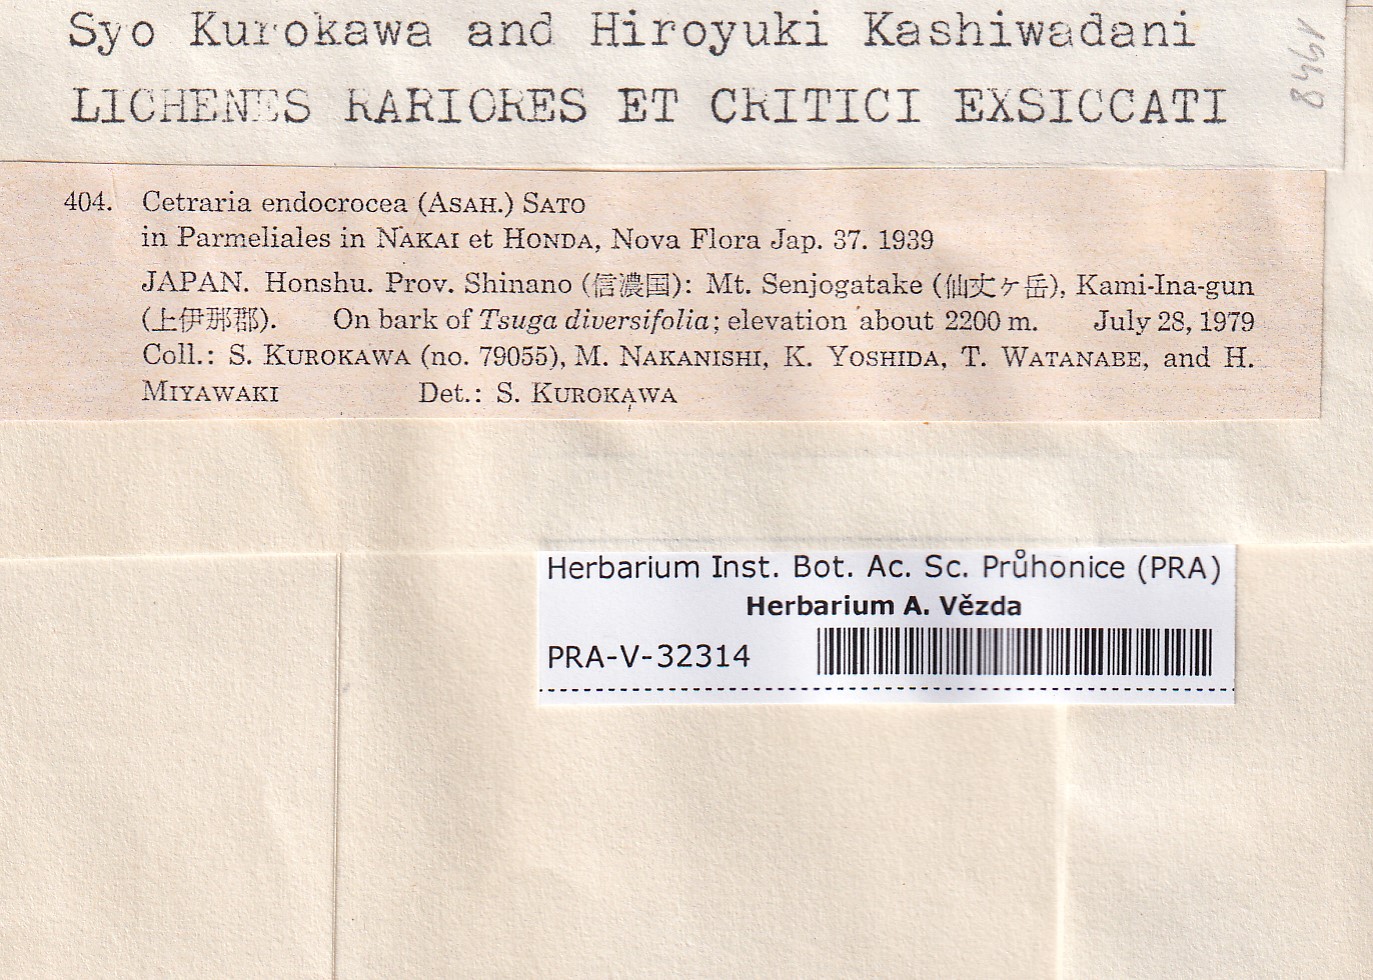 Syo Kurokawa and Hiroyuki Kashiwadani
LICHENES RARIORES ET CRITICI EXSICCATI
1948
404. Cetraria endocrocea (ASAH.) SATO
in Parmeliales in NAKAI et HONDA, Nova Flora Jap. 37. 1939
JAPAN. Honshu. Prov. Shinano (信濃国): Mt. Senjogatake (仙丈ケ岳), Kami-Ina-gun
(上伊那郡). On bark of Tsuga diversifolia; elevation about 2200 m. July 28, 1979
Coll.: S. KUROKAWA (no. 79055), M. NAKANISHI, K. YOSHIDA, T. WATANABE, and H.
MIYAWAKI Det.: S. KUROKAWA
Herbarium Inst. Bot. Ac. Sc. Průhonice (PRA)
Herbarium A. Vězda
PRA-V-32314